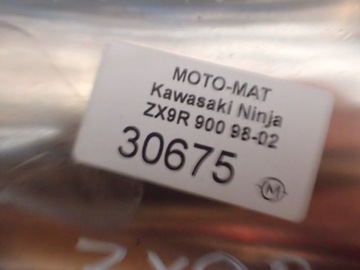 MOTO-MAT
Kawasaki Ninja
ZX9R 900 98-02
30675
M